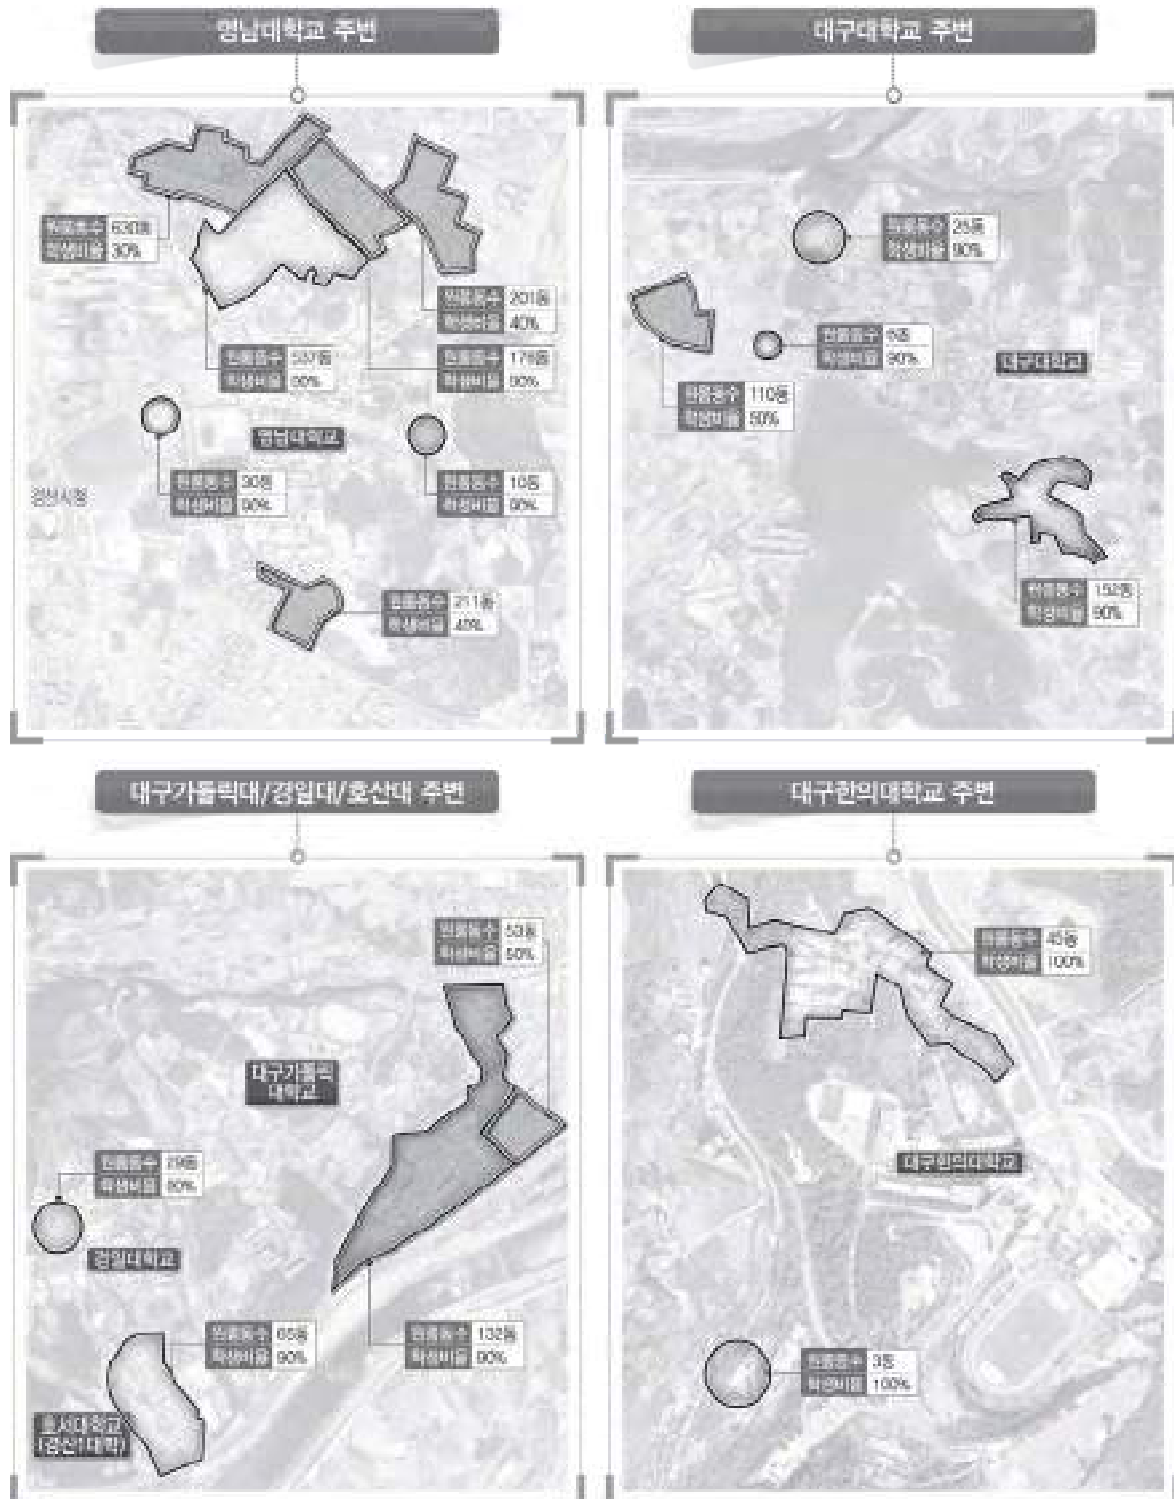 영남대학교 주변
원룸동수 630동
학생비율 30%
원룸동수 201동
학생비율 40%
원룸동수 537동
학생비율 90%
원룸동수 178동
학생비율 90%
영남대학교
원룸동수 30동
학생비율 90%
원룸동수 10동
학생비율 90%
경산시청
원룸동수 211동
학생비율 40%
대구대학교 주변
원룸동수 25동
학생비율 90%
원룸동수 6동
학생비율 90%
대구대학교
원룸동수 110동
학생비율 50%
원룸동수 152동
학생비율 90%
대구가톨릭대/경일대/호산대 주변
원룸동수 53동
학생비율 50%
대구가톨릭
대학교
원룸동수 29동
학생비율 90%
경일대학교
원룸동수 65동
학생비율 90%
원룸동수 132동
학생비율 90%
대구한의대학교 주변
원룸동수 45동
학생비율 100%
대구한의대학교
원룸동수 3동
학생비율 100%